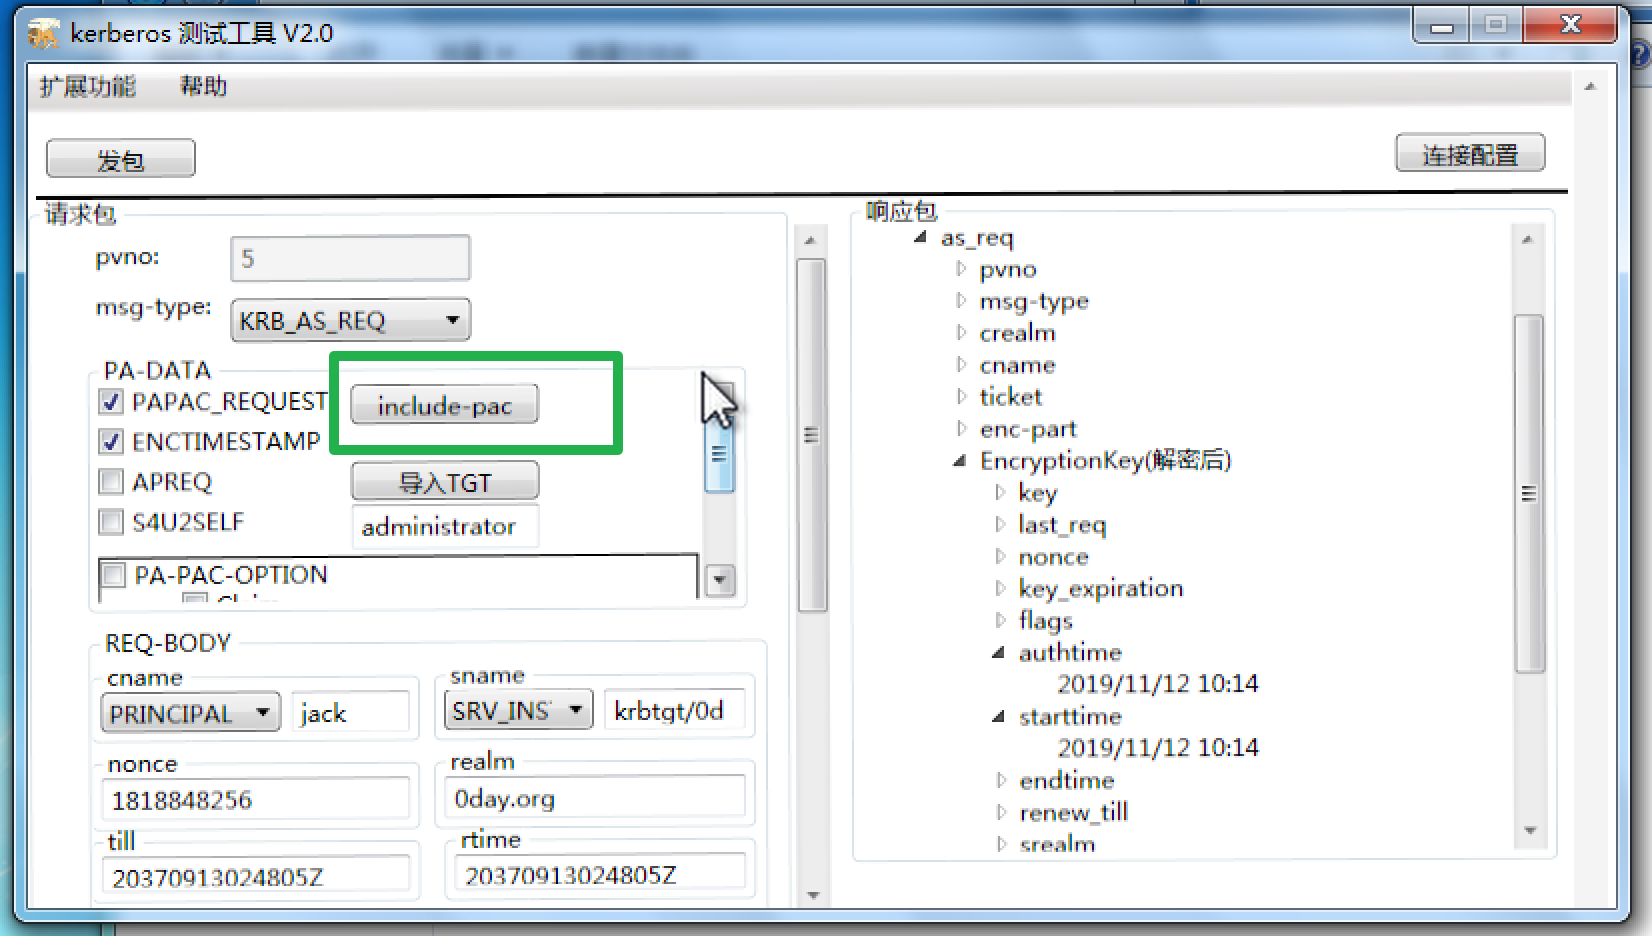 kerberos 测试工具 V2.0
扩展功能 帮助
发包
连接配置
请求包
pvno: 5
msg-type: KRB_AS_REQ
PA-DATA
PAPAC_REQUEST include-pac
ENCTIMESTAMP
APREQ 导入TGT
S4U2SELF administrator
PA-PAC-OPTION
REQ-BODY
cname sname
PRINCIPAL jack SRV_INS krbtgt/0d
nonce realm
1818848256 0day.org
till rtime
20370913024805Z 20370913024805Z
响应包
as_req
pvno
msg-type
crealm
cname
ticket
enc-part
EncryptionKey(解密后)
key
last_req
nonce
key_expiration
flags
authtime
2019/11/12 10:14
starttime
2019/11/12 10:14
endtime
renew_till
srealm